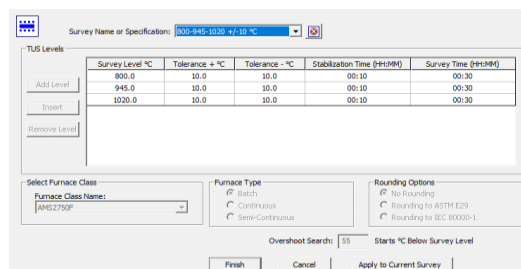 Survey Name or Specification: 800-945-1020 +/-10 ºC
TUS Levels
Survey Level ºC Tolerance + ºC Tolerance - ºC Stabilization Time (HH:MM) Survey Time (HH:MM)
800.0 10.0 10.0 00:10 00:30
945.0 10.0 10.0 00:10 00:30
1020.0 10.0 10.0 00:10 00:30
Add Level
Insert
Remove Level
Select Furnace Class
Furnace Class Name:
AMS2750F
Furnace Type
Batch
Continuous
Semi-Continuous
Rounding Options
No Rounding
Rounding to ASTM E29
Rounding to IEC 80000-1
Overshoot Search: 55 Starts ºC Below Survey Level
Finish Cancel Apply to Current Survey